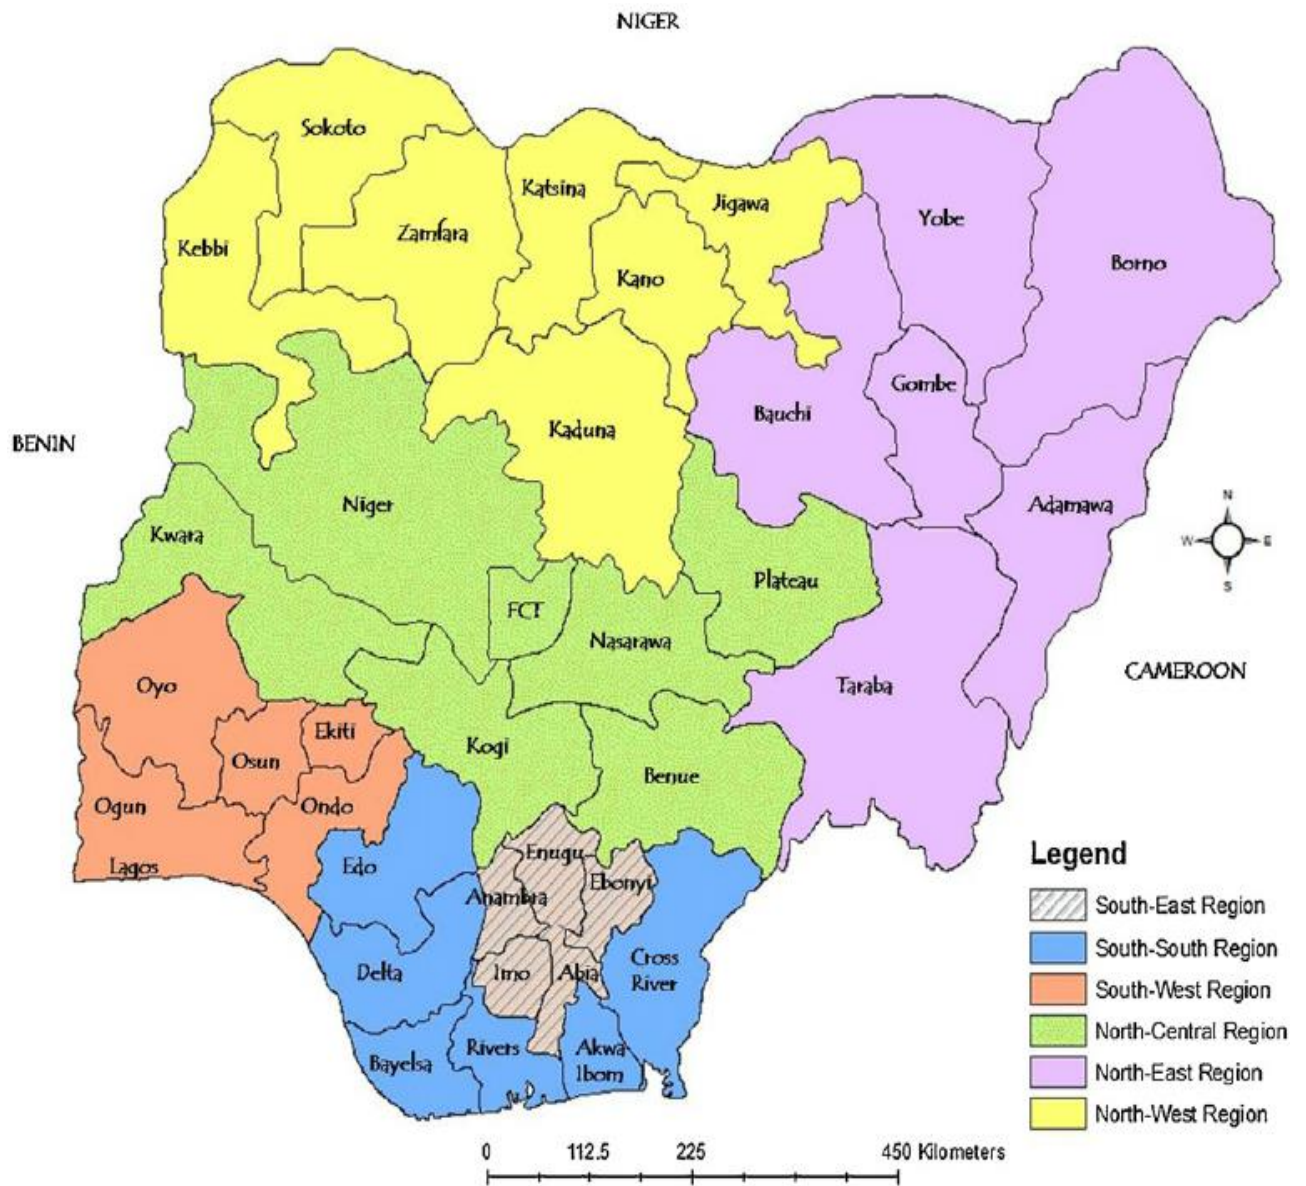 NIGER
Sokoto
Katsina
Jigawa
Yobe
Zamfara
Kebbi
Borno
Kano
Gombe
Bauchi
Kaduna
BENIN
Niger
Adamawa
Kwara
N
W
E
S
Plateau
FCT
Nasarawa
CAMEROON
Oyo
Taraba
Ekiti
Kogi
Osun
Benue
Ogun
Ondo
Lagos
Edo
Enugu
Ebonyi
Anambra
Delta
Imo
Abia
Cross
River
Bayelsa
Rivers
Akwa
Ibom
Legend
South-East Region
South-South Region
South-West Region
North-Central Region
North-East Region
North-West Region
0 112.5 225 450 Kilometers